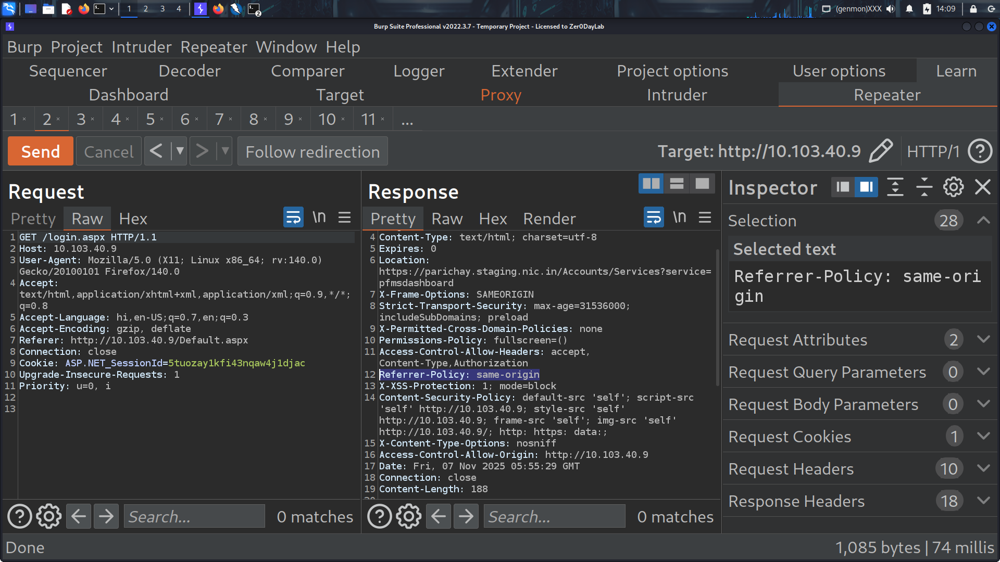 1 2 3 4 2 (genmon)XXX 14:09
Burp Suite Professional v2022.3.7 - Temporary Project - Licensed to Zer0DayLab
Burp Project Intruder Repeater Window Help
Sequencer Decoder Comparer Logger Extender Project options User options Learn
Dashboard Target Proxy Intruder Repeater
1 × 2 × 3 × 4 × 5 × 6 × 7 × 8 × 9 × 10 × 11 × ...
Send Cancel < > Follow redirection Target: http://10.103.40.9 HTTP/1 ?
Request
Pretty Raw Hex \n
1 GET /login.aspx HTTP/1.1
2 Host: 10.103.40.9
3 User-Agent: Mozilla/5.0 (X11; Linux x86_64; rv:140.0)
Gecko/20100101 Firefox/140.0
4 Accept:
text/html,application/xhtml+xml,application/xml;q=0.9,*/*;
q=0.8
5 Accept-Language: hi,en-US;q=0.7,en;q=0.3
6 Accept-Encoding: gzip, deflate
7 Referer: http://10.103.40.9/Default.aspx
8 Connection: close
9 Cookie: ASP.NET_SessionId=5tuozay1kfi43nqaw4j1djac
10 Upgrade-Insecure-Requests: 1
11 Priority: u=0, i
12
13
? Search... 0 matches
Response
Pretty Raw Hex Render \n
4 Content-Type: text/html; charset=utf-8
5 Expires: 0
6 Location:
https://parichay.staging.nic.in/Accounts/Services?service=
pfmsdashboard
7 X-Frame-Options: SAMEORIGIN
8 Strict-Transport-Security: max-age=31536000;
includeSubDomains; preload
9 X-Permitted-Cross-Domain-Policies: none
10 Permissions-Policy: fullscreen=()
11 Access-Control-Allow-Headers: accept,
Content-Type,Authorization
12 Referrer-Policy: same-origin
13 X-XSS-Protection: 1; mode=block
14 Content-Security-Policy: default-src 'self'; script-src
'self' http://10.103.40.9; style-src 'self'
http://10.103.40.9; frame-src 'self'; img-src 'self'
http://10.103.40.9/; http: https: data:;
15 X-Content-Type-Options: nosniff
16 Access-Control-Allow-Origin: http://10.103.40.9
17 Date: Fri, 07 Nov 2025 05:55:29 GMT
18 Connection: close
19 Content-Length: 188
? Search... 0 matches
Inspector
Selection 28
Selected text
Referrer-Policy: same-ori
gin
Request Attributes 2
Request Query Parameters 0
Request Body Parameters 0
Request Cookies 1
Request Headers 10
Response Headers 18
Done 1,085 bytes | 74 millis